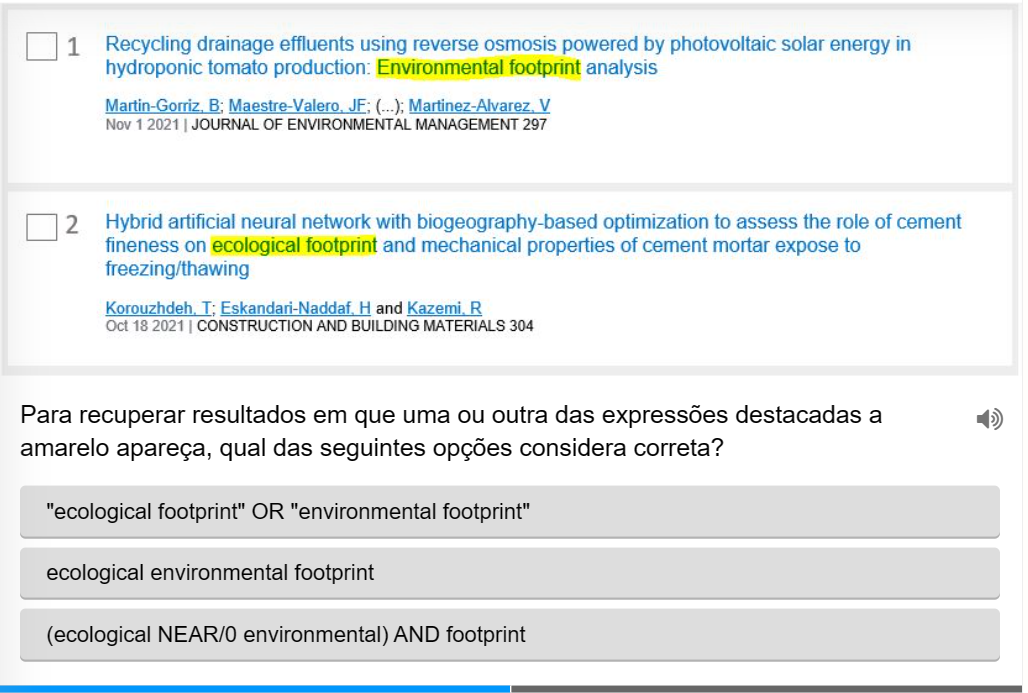 1 Recycling drainage effluents using reverse osmosis powered by photovoltaic solar energy in
hydroponic tomato production: Environmental footprint analysis
Martin-Gorriz, B; Maestre-Valero, JF; (...); Martinez-Alvarez, V
Nov 1 2021 | JOURNAL OF ENVIRONMENTAL MANAGEMENT 297
2 Hybrid artificial neural network with biogeography-based optimization to assess the role of cement
fineness on ecological footprint and mechanical properties of cement mortar expose to
freezing/thawing
Korouzhdeh, T; Eskandari-Naddaf, H and Kazemi, R
Oct 18 2021 | CONSTRUCTION AND BUILDING MATERIALS 304
Para recuperar resultados em que uma ou outra das expressões destacadas a
amarelo apareça, qual das seguintes opções considera correta?
"ecological footprint" OR "environmental footprint"
ecological environmental footprint
(ecological NEAR/0 environmental) AND footprint